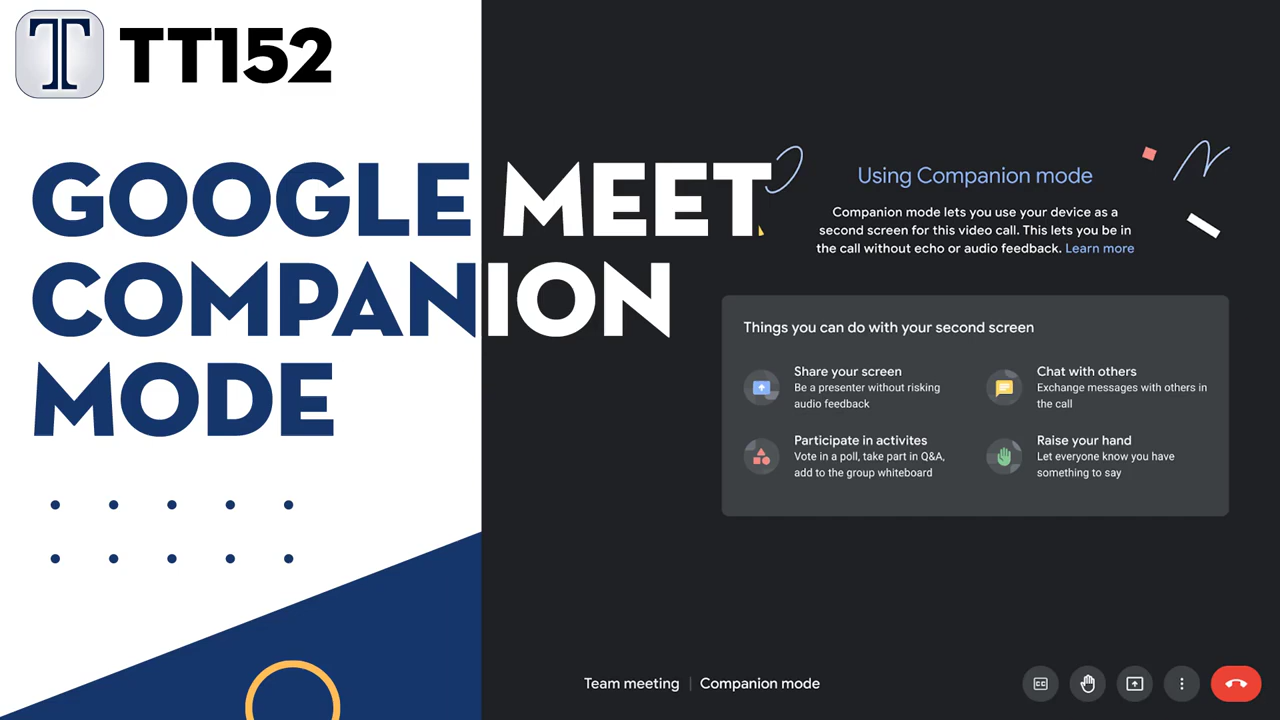 T TT152
GOOGLE MEET
COMPANION
MODE
Using Companion mode
Companion mode lets you use your device as a
second screen for this video call. This lets you be in
the call without echo or audio feedback. Learn more
Things you can do with your second screen
Share your screen
Be a presenter without risking
audio feedback
Chat with others
Exchange messages with others in
the call
Participate in activites
Vote in a poll, take part in Q&A,
add to the group whiteboard
Raise your hand
Let everyone know you have
something to say
Team meeting | Companion mode
CC